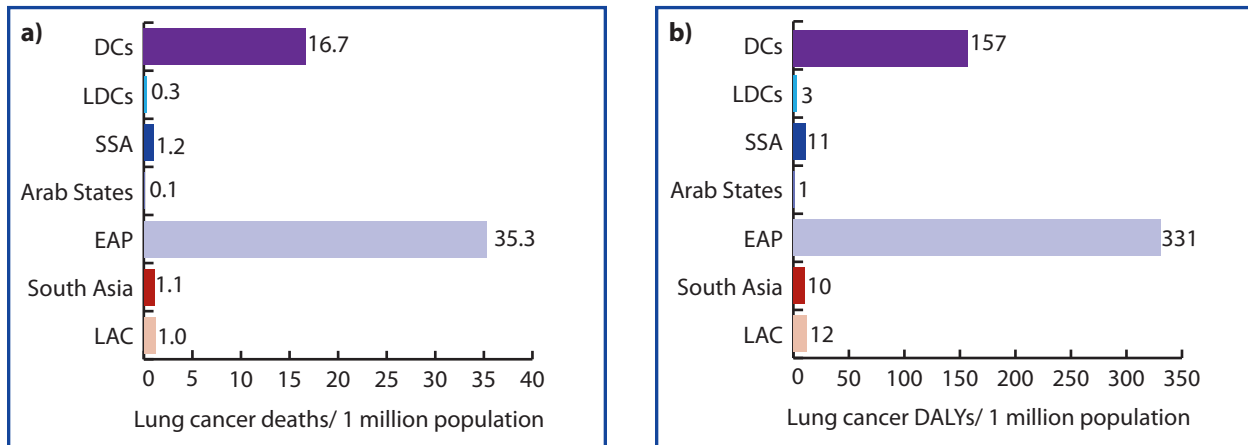 a)
DCs 16.7
LDCs 0.3
SSA 1.2
Arab States 0.1
EAP 35.3
South Asia 1.1
LAC 1.0
0 5 10 15 20 25 30 35 40
Lung cancer deaths/ 1 million population
b)
DCs 157
LDCs 3
SSA 11
Arab States 1
EAP 331
South Asia 10
LAC 12
0 50 100 150 200 250 300 350
Lung cancer DALYs/ 1 million population